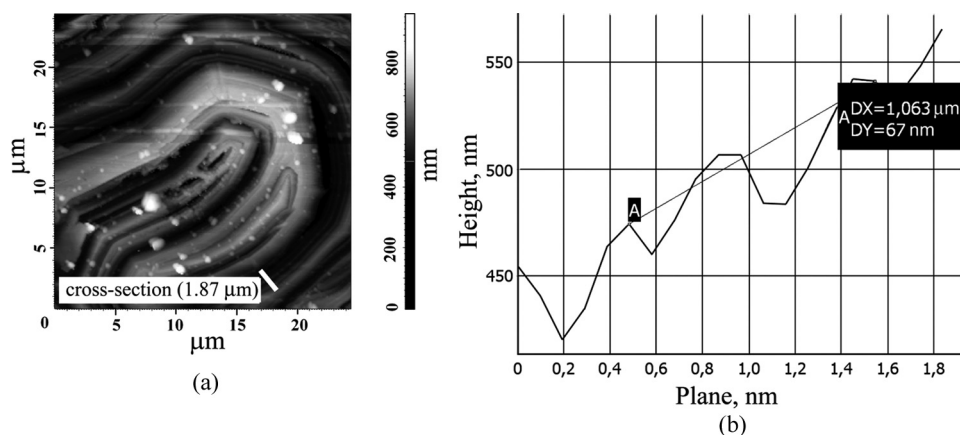 (a)
20
15
10
5
0
μm
cross-section (1.87 μm)
5
10
15
20
μm
800
600
400
200
0
nm
(a)
550
500
450
Height, nm
A
A
DX=1,063 μm
DY=67 nm
0
0,2
0,4
0,6
0,8
1,0
1,2
1,4
1,6
1,8
Plane, nm
(b)